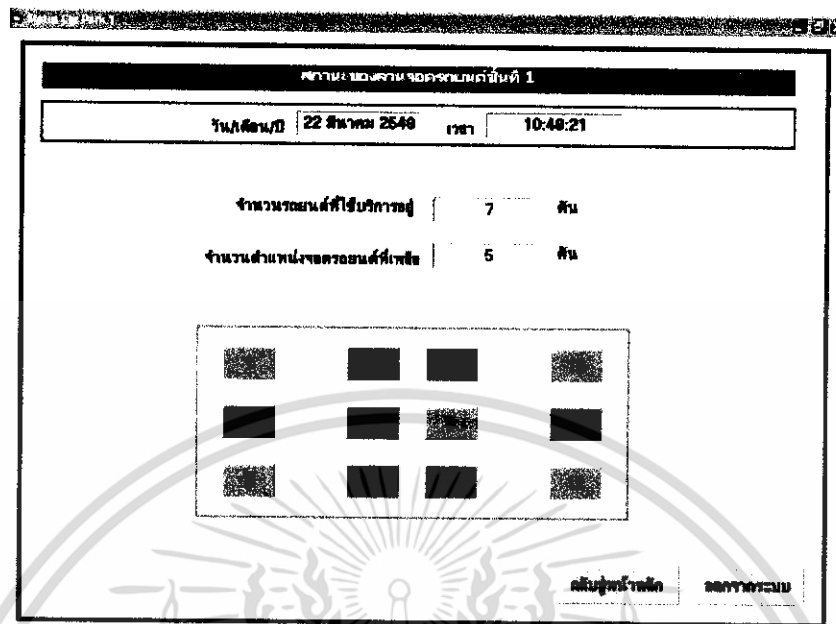 สถานะของลานจอดรถยนต์ชั้นที่ 1
วัน/เดือน/ปี 22 มีนาคม 2549 เวลา 10:49:21
จำนวนรถยนต์ที่ใช้บริการอยู่ 7 คัน
จำนวนตำแหน่งจอดรถยนต์ที่เหลือ 5 คัน
กลับสู่หน้าหลัก ออกจากระบบ